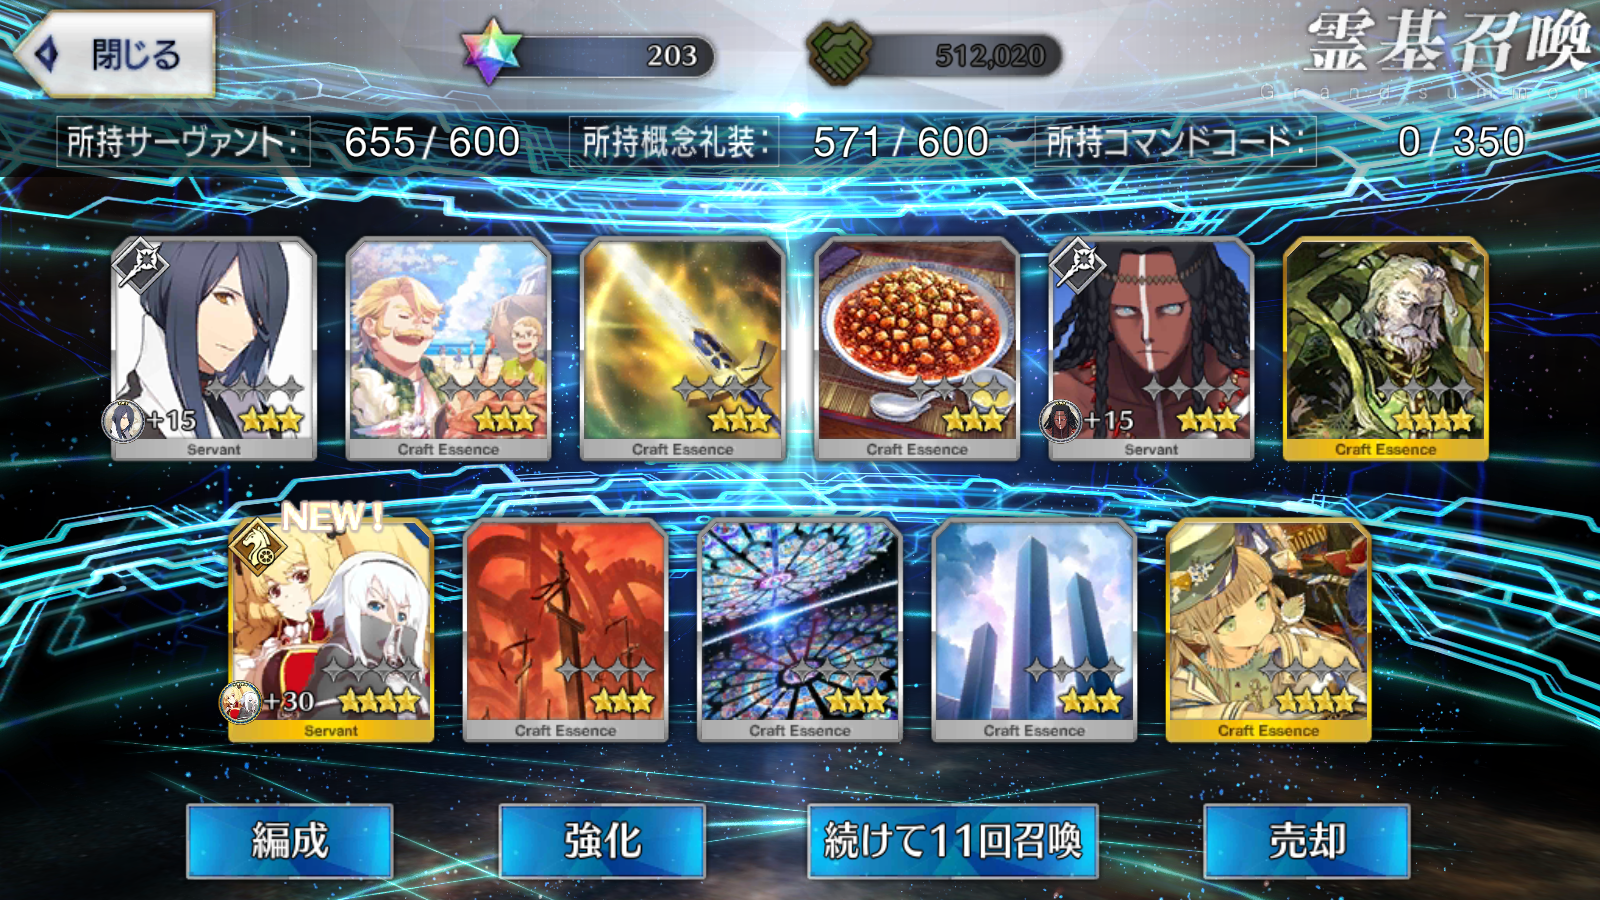 閉じる
203
512,020
霊基召喚
Grand summon
所持サーヴァント: 655/600
所持概念礼装: 571/600
所持コマンドコード: 0/350
+15
Servant
Craft Essence
Craft Essence
Craft Essence
+15
Servant
Craft Essence
NEW!
+30
Servant
Craft Essence
Craft Essence
Craft Essence
Craft Essence
編成
強化
続けて11回召喚
売却